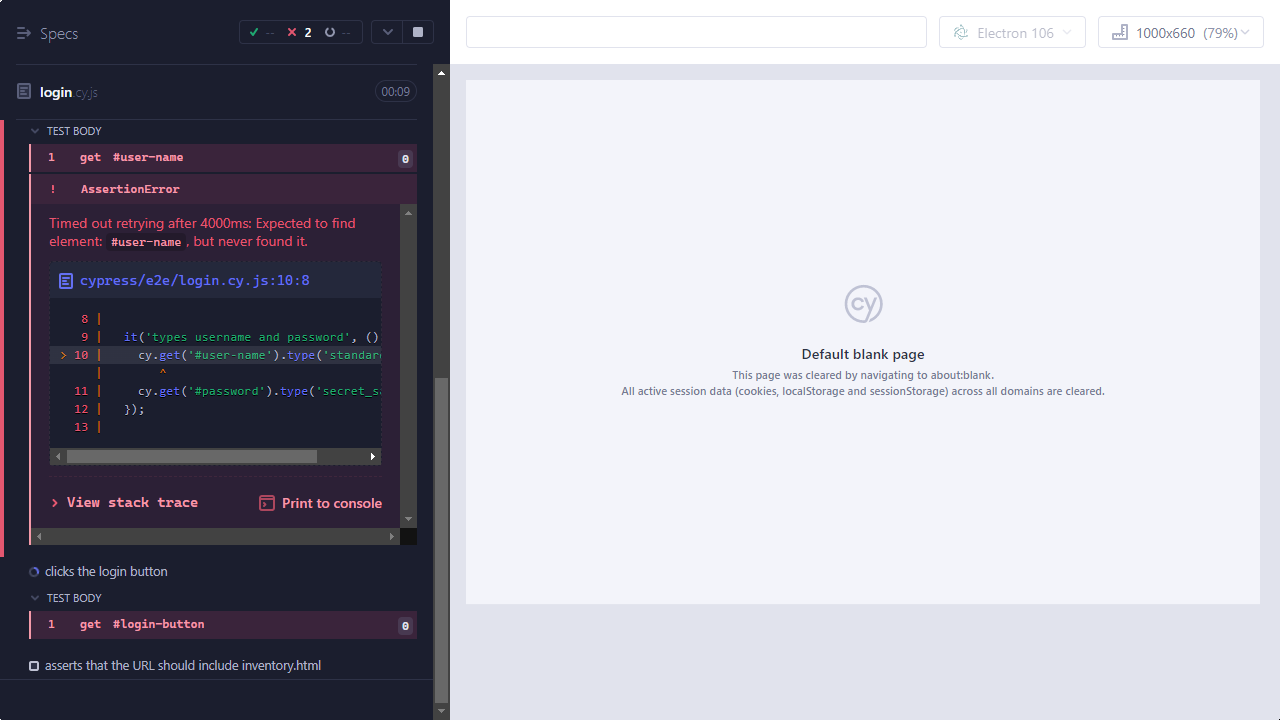 Specs
-- 2 --
login.cy.js 00:09
TEST BODY
1 get #user-name 0
! AssertionError
Timed out retrying after 4000ms: Expected to find
element: #user-name, but never found it.
cypress/e2e/login.cy.js:10:8
8 |
9 | it('types username and password', ()
> 10 | cy.get('#user-name').type('standar
| ^
11 | cy.get('#password').type('secret_sa
12 | });
13 |
> View stack trace Print to console
clicks the login button
TEST BODY
1 get #login-button 0
asserts that the URL should include inventory.html
Electron 106
1000x660 (79%)
cy
Default blank page
This page was cleared by navigating to about:blank.
All active session data (cookies, localStorage and sessionStorage) across all domains are cleared.